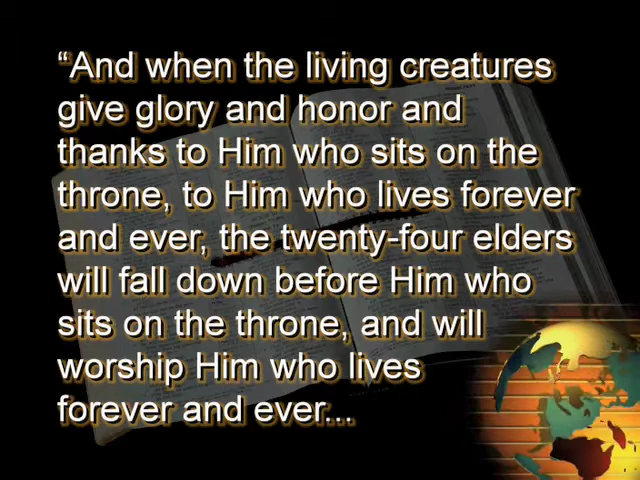 “And when the living creatures
give glory and honor and
thanks to Him who sits on the
throne, to Him who lives forever
and ever, the twenty-four elders
will fall down before Him who
sits on the throne, and will
worship Him who lives
forever and ever...